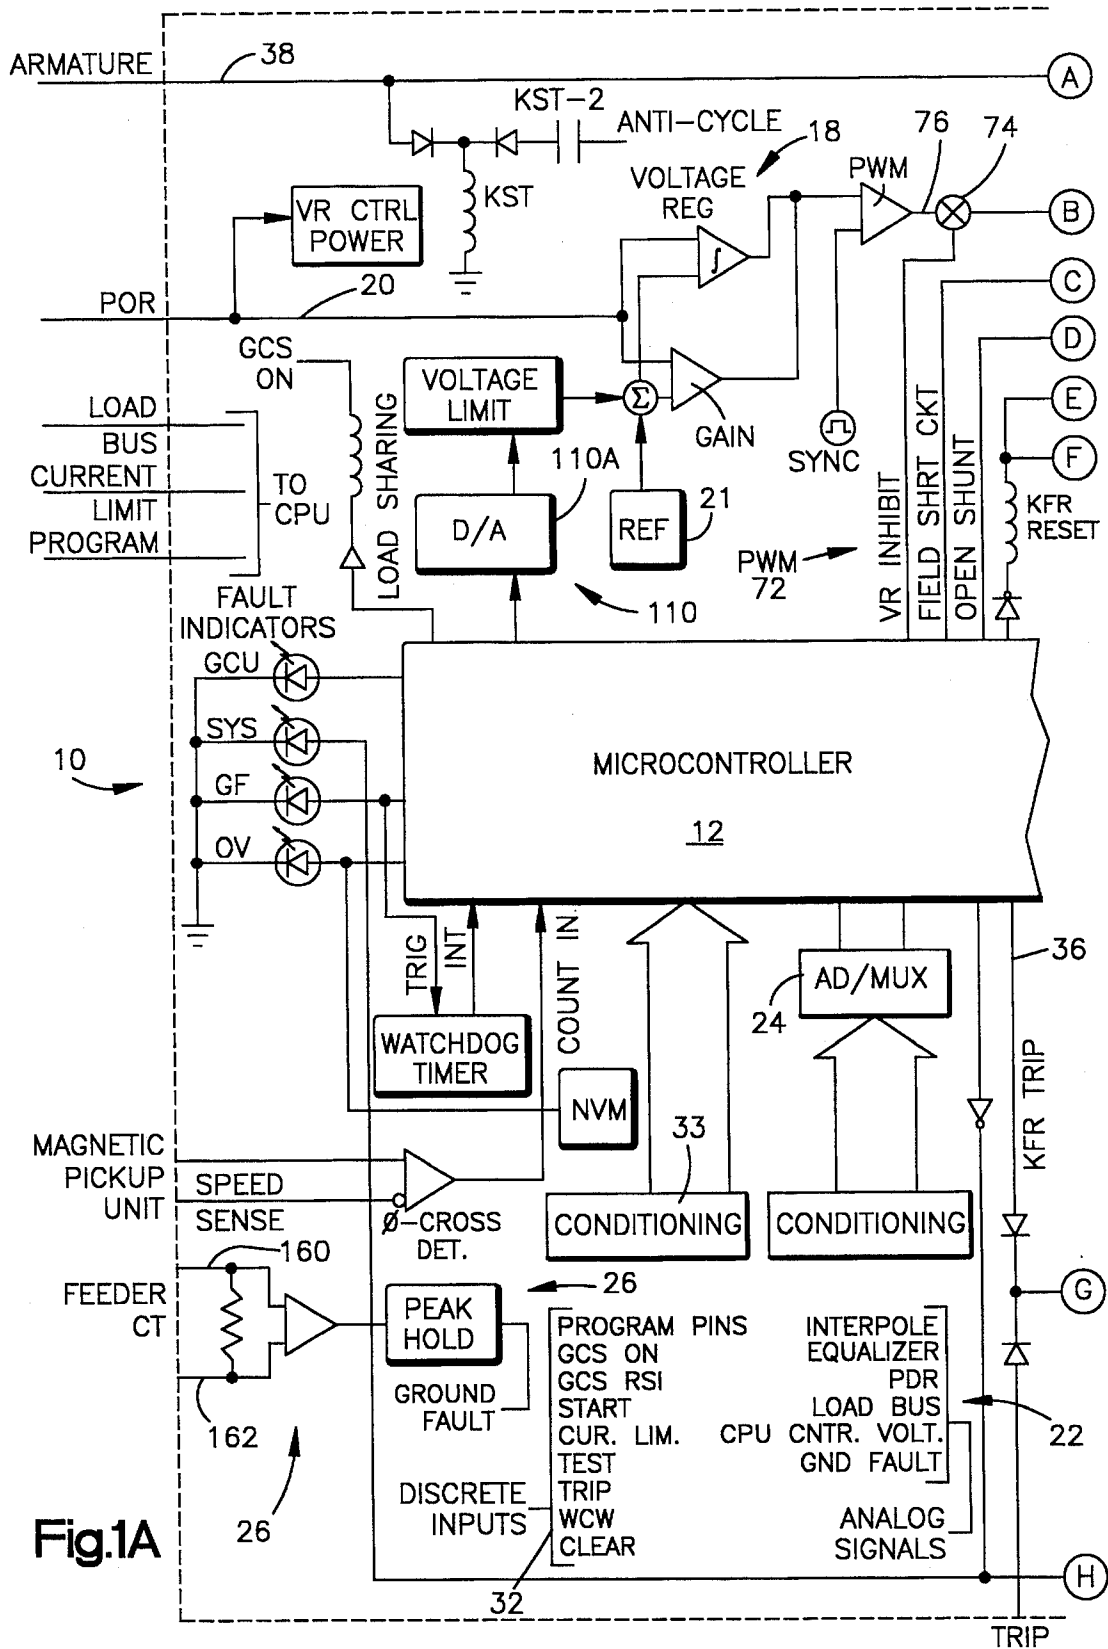 ARMATURE
38
A
KST-2
ANTI-CYCLE
76
74
18
PWM
VOLTAGE
REG
KST
VR CTRL
POWER
B
∫
20
POR
C
GCS
ON
D
VOLTAGE
LIMIT
Σ
GAIN
E
LOAD
BUS
CURRENT
LIMIT
PROGRAM
TO
CPU
LOAD SHARING
110A
SYNC
F
D/A
REF
21
KFR
RESET
PWM
72
VR INHIBIT
FIELD SHRT CKT
OPEN SHUNT
110
FAULT
INDICATORS
GCU
SYS
GF
OV
10
MICROCONTROLLER
12
TRIG
INT
COUNT IN.
36
AD/MUX
24
WATCHDOG
TIMER
NVM
KFR TRIP
33
MAGNETIC
PICKUP
UNIT
SPEED
SENSE
Ø-CROSS
DET.
CONDITIONING
CONDITIONING
160
FEEDER
CT
PEAK
HOLD
26
G
GROUND
FAULT
162
26
PROGRAM PINS
GCS ON
GCS RSI
START
CUR. LIM.
TEST
TRIP
WCW
CLEAR
DISCRETE
INPUTS
32
INTERPOLE
EQUALIZER
PDR
LOAD BUS
CPU CNTR. VOLT.
GND FAULT
22
ANALOG
SIGNALS
Fig.1A
H
TRIP